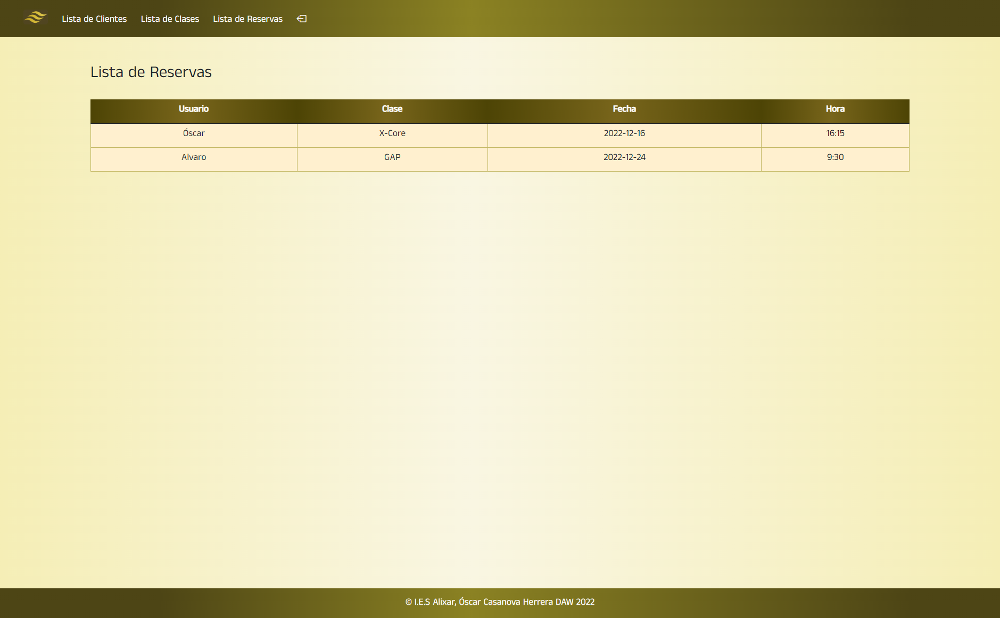 Lista de Clientes Lista de Clases Lista de Reservas
Lista de Reservas
Usuario Clase Fecha Hora
Óscar X-Core 2022-12-16 16:15
Alvaro GAP 2022-12-24 9:30
© I.E.S Alixar, Óscar Casanova Herrera DAW 2022